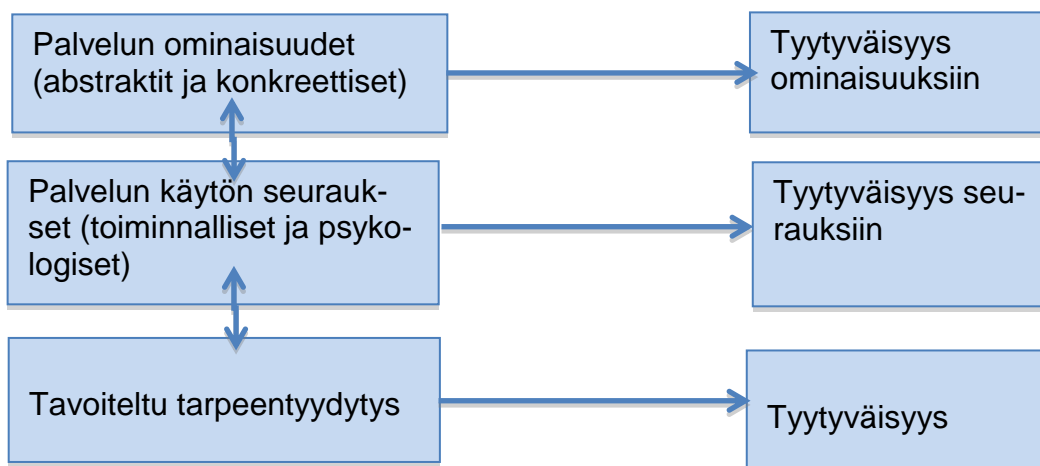 Palvelun ominaisuudet
(abstraktit ja konkreettiset)
Tyytyväisyys
ominaisuuksiin
Palvelun käytön seurauk-
set (toiminnalliset ja psyko-
logiset)
Tyytyväisyys seu-
rauksiin
Tavoiteltu tarpeentyydytys
Tyytyväisyys